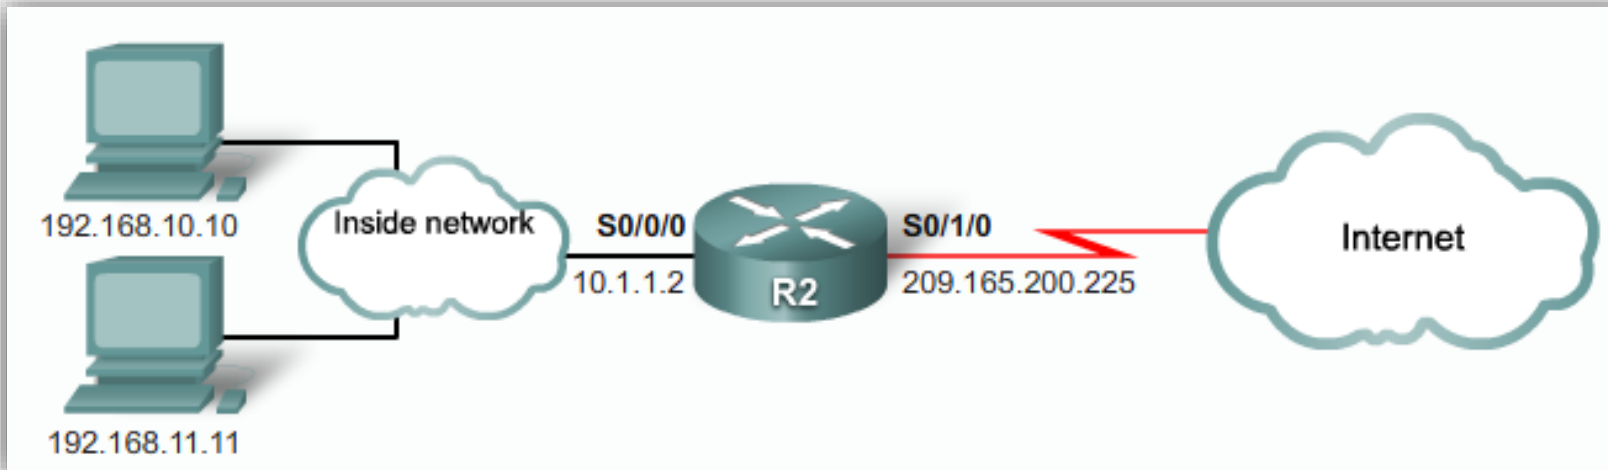 192.168.10.10
192.168.11.11
Inside network
S0/0/0
10.1.1.2
R2
S0/1/0
209.165.200.225
Internet